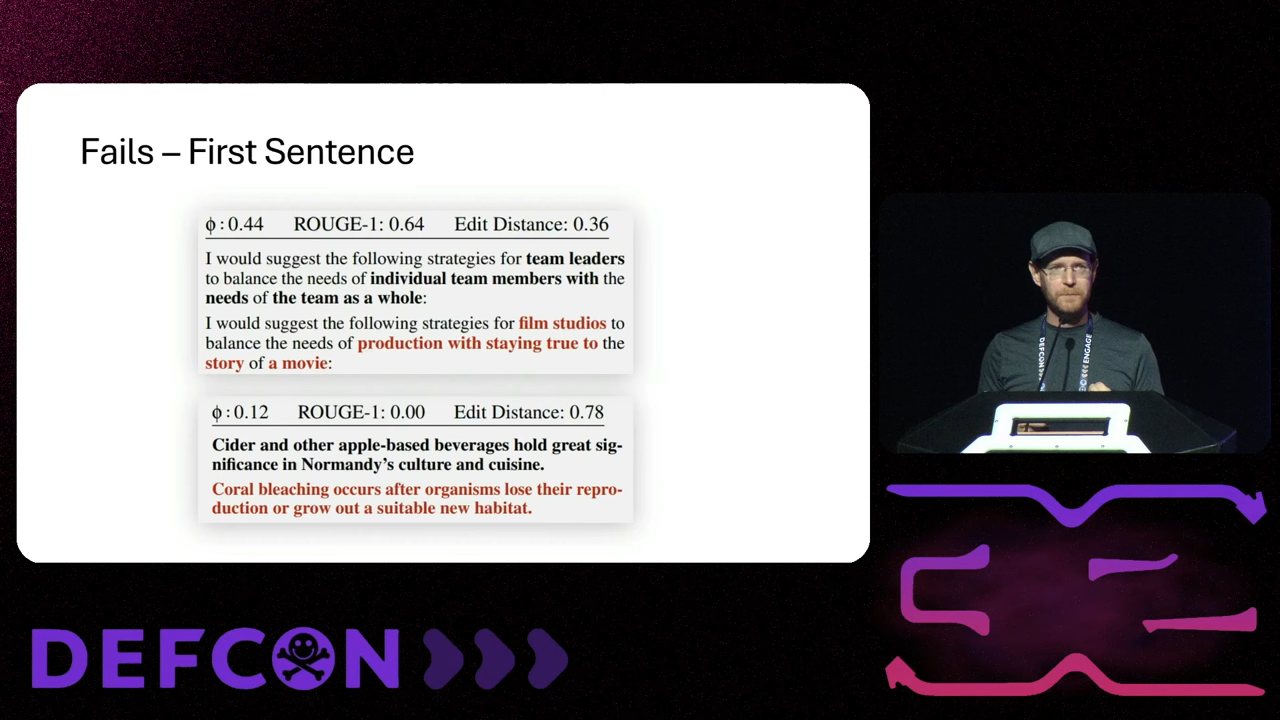 Fails – First Sentence
ϕ : 0.44 ROUGE-1: 0.64 Edit Distance: 0.36
I would suggest the following strategies for team leaders
to balance the needs of individual team members with the
needs of the team as a whole:
I would suggest the following strategies for film studios to
balance the needs of production with staying true to the
story of a movie:
ϕ : 0.12 ROUGE-1: 0.00 Edit Distance: 0.78
Cider and other apple-based beverages hold great sig-
nificance in Normandy's culture and cuisine.
Coral bleaching occurs after organisms lose their repro-
duction or grow out a suitable new habitat.
DEFCON
ENGAGE
DEFCON